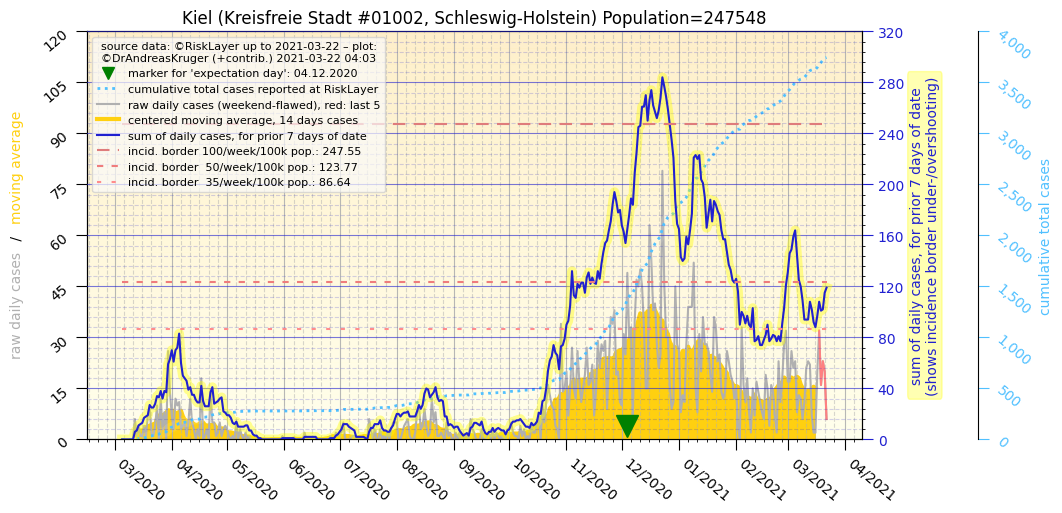 Kiel (Kreisfreie Stadt #01002, Schleswig-Holstein) Population=247548
source data: ©RiskLayer up to 2021-03-22 – plot:
©DrAndreasKruger (+contrib.) 2021-03-22 04:03
marker for 'expectation day': 04.12.2020
cumulative total cases reported at RiskLayer
raw daily cases (weekend-flawed), red: last 5
centered moving average, 14 days cases
sum of daily cases, for prior 7 days of date
incid. border 100/week/100k pop.: 247.55
incid. border  50/week/100k pop.: 123.77
incid. border  35/week/100k pop.: 86.64
raw daily cases / moving average
120
105
90
75
60
45
30
15
0
03/2020
04/2020
05/2020
06/2020
07/2020
08/2020
09/2020
10/2020
11/2020
12/2020
01/2021
02/2021
03/2021
04/2021
320
280
240
200
160
120
80
40
0
sum of daily cases, for prior 7 days of date
(shows incidence border under-/overshooting)
4,000
3,500
3,000
2,500
2,000
1,500
1,000
500
0
cumulative total cases